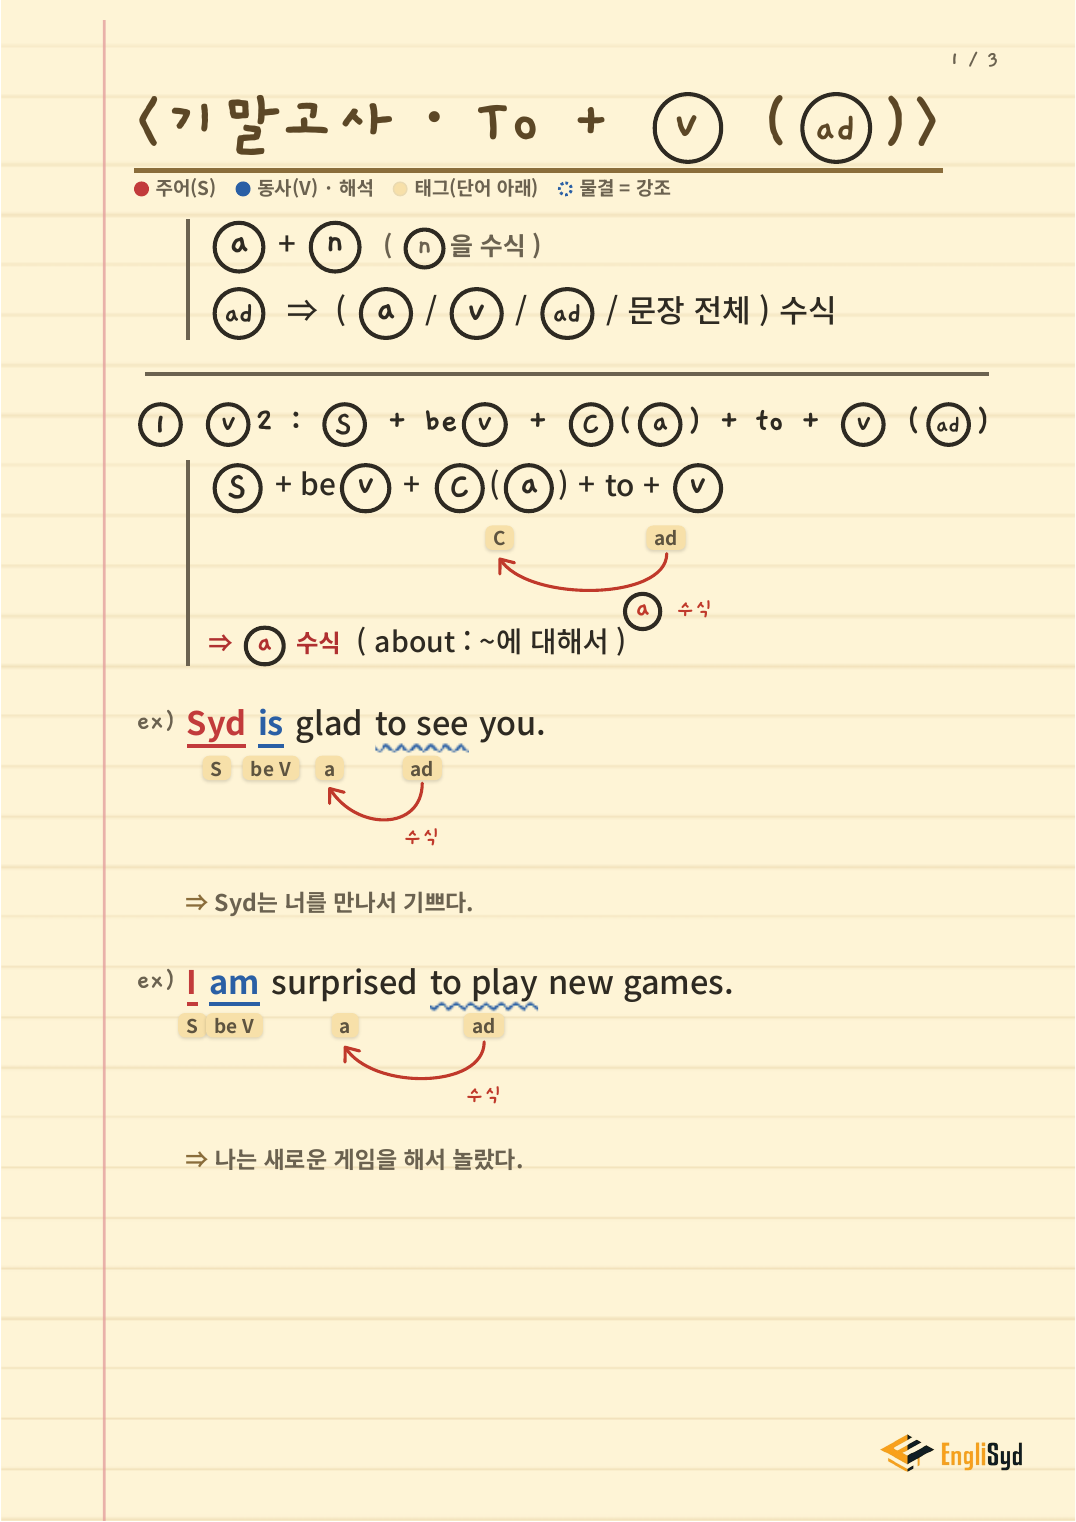 1 / 3
<기말고사 · To + v (ad)>
주어(S) 동사(V) · 해석 태그(단어 아래) 물결 = 강조
a + n ( n을 수식 )
ad ⇒ ( a / v / ad / 문장 전체 ) 수식
1 v2 : S + be v + C ( a ) + to + v ( ad )
S + be v + C ( a ) + to + v
C ad
a 수식
⇒ a 수식 ( about : ~에 대해서 )
ex) Syd is glad to see you.
S be V a ad
수식
⇒ Syd는 너를 만나서 기쁘다.
ex) I am surprised to play new games.
S be V a ad
수식
⇒ 나는 새로운 게임을 해서 놀랐다.
EngliSyd